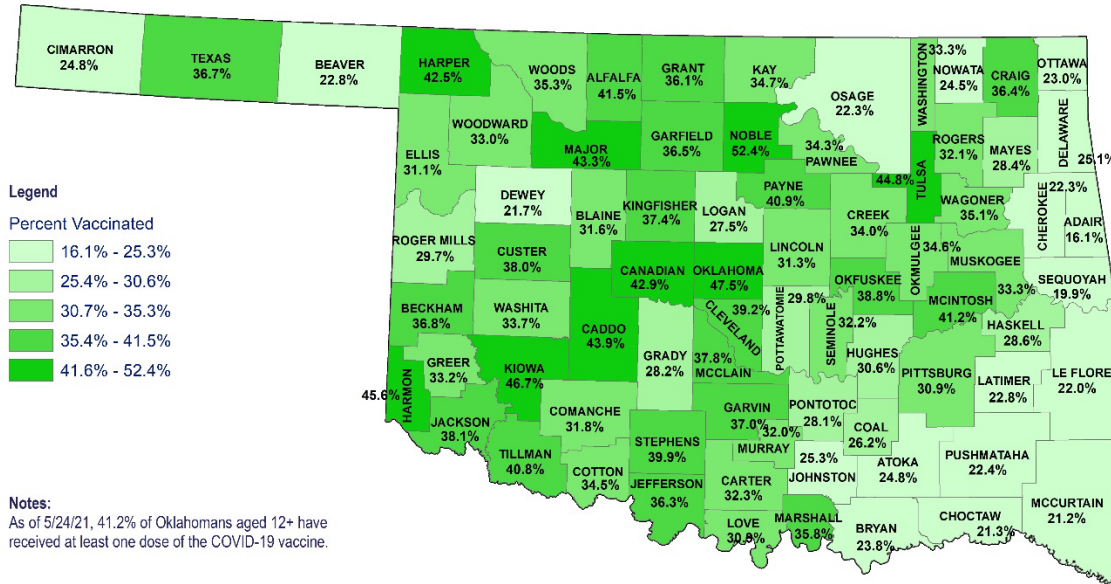 CIMARRON
24.8%
TEXAS
36.7%
BEAVER
22.8%
HARPER
42.5%
WOODS
35.3%
ALFALFA
41.5%
GRANT
36.1%
KAY
34.7%
OSAGE
22.3%
WASHINGTON
33.3%
NOWATA
24.5%
CRAIG
36.4%
OTTAWA
23.0%
ELLIS
31.1%
WOODWARD
33.0%
MAJOR
43.3%
GARFIELD
36.5%
NOBLE
52.4%
34.3%
PAWNEE
44.8%
TULSA
ROGERS
32.1%
MAYES
28.4%
DELAWARE
25.1%
DEWEY
21.7%
BLAINE
31.6%
KINGFISHER
37.4%
LOGAN
27.5%
PAYNE
40.9%
CREEK
34.0%
WAGONER
35.1%
22.3%
CHEROKEE
ADAIR
16.1%
ROGER MILLS
29.7%
CUSTER
38.0%
CANADIAN
42.9%
OKLAHOMA
47.5%
LINCOLN
31.3%
OKFUSKEE
38.8%
OKMULGEE
34.6%
MUSKOGEE
33.3%
SEQUOYAH
19.9%
BECKHAM
36.8%
WASHITA
33.7%
CADDO
43.9%
GRADY
28.2%
39.2%
CLEVELAND
37.8%
MCCLAIN
29.8%
POTTAWATOMIE
SEMINOLE
32.2%
HUGHES
30.6%
MCINTOSH
41.2%
HASKELL
28.6%
PITTSBURG
30.9%
LATIMER
22.8%
LE FLORE
22.0%
45.6%
HARMON
GREER
33.2%
KIOWA
46.7%
JACKSON
38.1%
TILLMAN
40.8%
COMANCHE
31.8%
COTTON
34.5%
STEPHENS
39.9%
JEFFERSON
36.3%
GARVIN
37.0%
32.0%
MURRAY
PONTOTOC
28.1%
COAL
26.2%
CARTER
32.3%
25.3%
JOHNSTON
ATOKA
24.8%
PUSHMATAHA
22.4%
MCCURTAIN
21.2%
LOVE
30.9%
MARSHALL
35.8%
BRYAN
23.8%
CHOCTAW
21.3%
Legend
Percent Vaccinated
16.1% - 25.3%
25.4% - 30.6%
30.7% - 35.3%
35.4% - 41.5%
41.6% - 52.4%
Notes:
As of 5/24/21, 41.2% of Oklahomans aged 12+ have
received at least one dose of the COVID-19 vaccine.